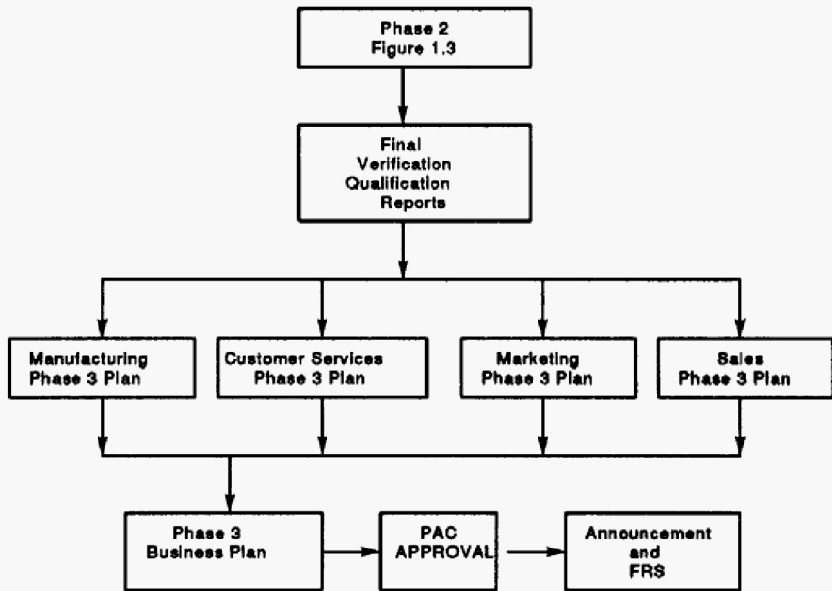 Phase 2
Figure 1.3
Final
Verification
Qualification
Reports
Manufacturing
Phase 3 Plan
Customer Services
Phase 3 Plan
Marketing
Phase 3 Plan
Sales
Phase 3 Plan
Phase 3
Business Plan
PAC
APPROVAL
Announcement
and
FRS